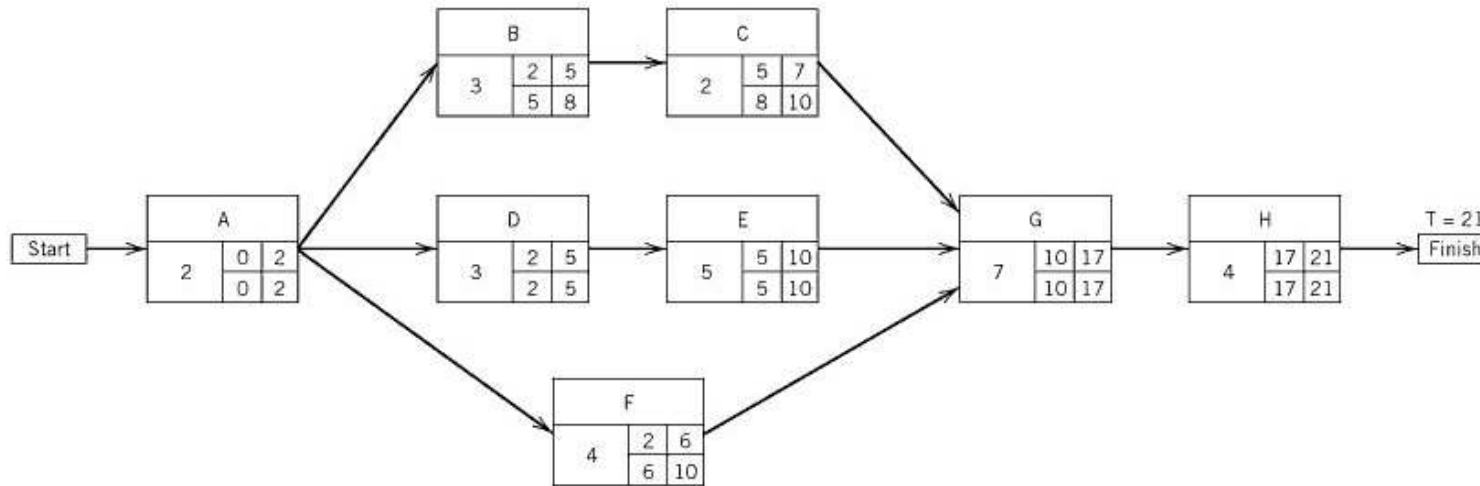 B
3 2 5
5 8
C
2 5 7
8 10
Start
A
2 0 2
0 2
D
3 2 5
2 5
E
5 5 10
5 10
G
7 10 17
10 17
H
4 17 21
17 21
T = 21
Finish
F
4 2 6
6 10